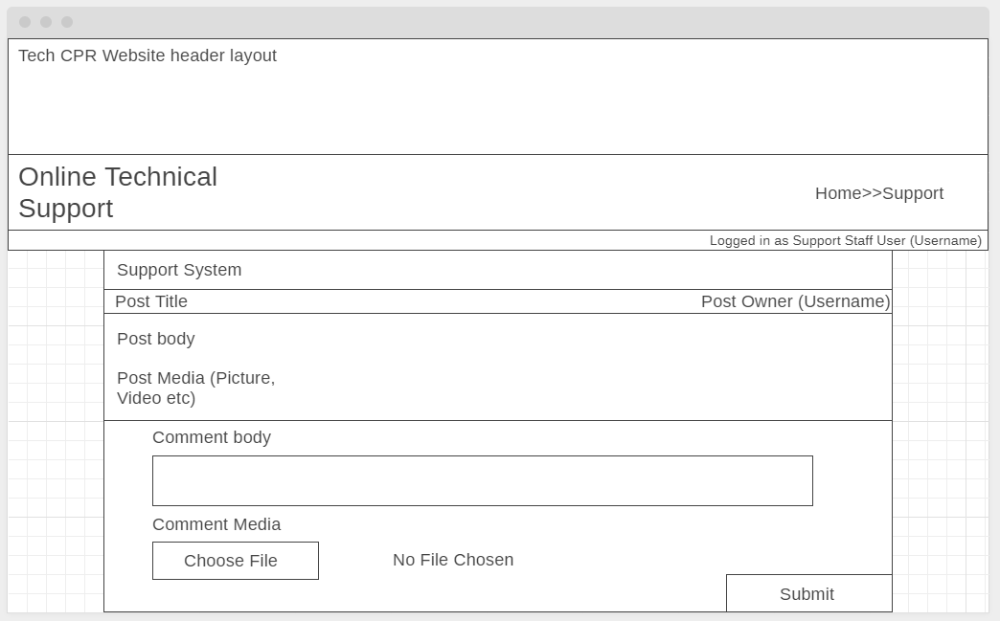 Tech CPR Website header layout
Online Technical
Support
Home>>Support
Logged in as Support Staff User (Username)
Support System
Post Title
Post Owner (Username)
Post body
Post Media (Picture,
Video etc)
Comment body
Comment Media
Choose File
No File Chosen
Submit